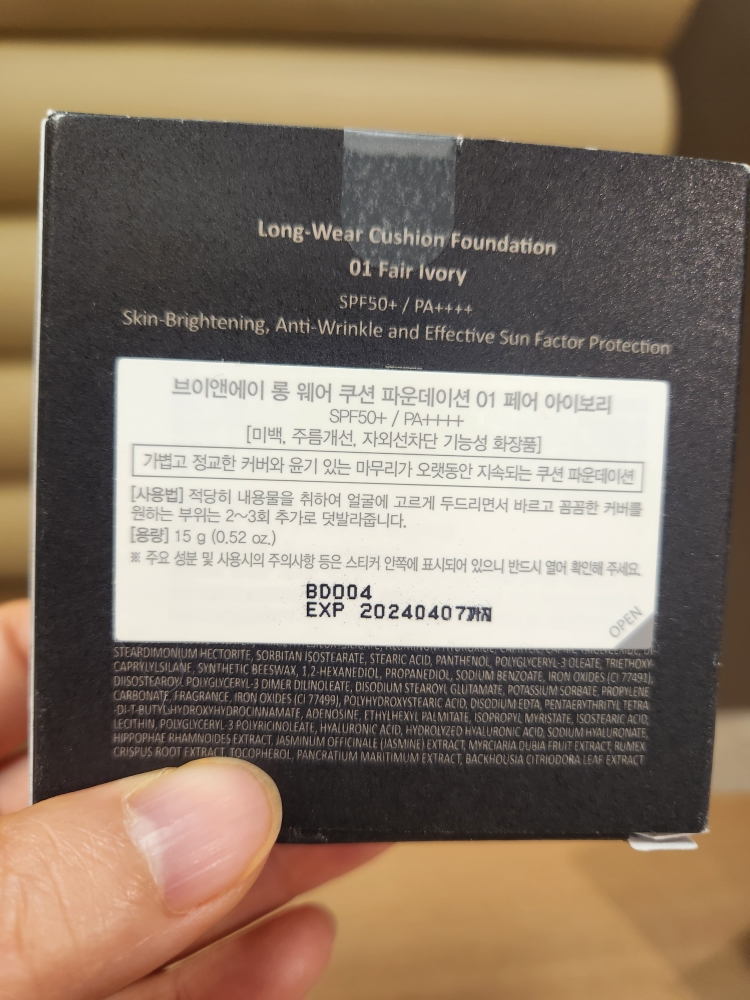 Long-Wear Cushion Foundation
01 Fair Ivory
SPF50+ / PA++++
Skin-Brightening, Anti-Wrinkle and Effective Sun Factor Protection
브이앤에이 롱 웨어 쿠션 파운데이션 01 페어 아이보리
SPF50+ / PA++++
[미백, 주름개선, 자외선차단 기능성 화장품]
가볍고 정교한 커버와 윤기 있는 마무리가 오랫동안 지속되는 쿠션 파운데이션
[사용법] 적당히 내용물을 취하여 얼굴에 고르게 두드리면서 바르고 꼼꼼한 커버를
원하는 부위는 2~3회 추가로 덧발라줍니다.
[용량] 15 g (0.52 oz.)
※ 주요 성분 및 사용시의 주의사항 등은 스티커 안쪽에 표시되어 있으니 반드시 열어 확인해 주세요.
BD004
EXP 20240407까지
OPEN
STEARDIMONIUM HECTORITE, SORBITAN ISOSTEARATE, STEARIC ACID, PANTHENOL, POLYGLYCERYL-3 OLEATE, TRIETHOXY-
CAPRYLYLSILANE, SYNTHETIC BEESWAX, 1,2-HEXANEDIOL, PROPANEDIOL, SODIUM BENZOATE, IRON OXIDES (CI 77491),
DIISOSTEAROYL POLYGLYCERYL-3 DIMER DILINOLEATE, DISODIUM STEAROYL GLUTAMATE, POTASSIUM SORBATE, PROPYLENE
CARBONATE, FRAGRANCE, IRON OXIDES (CI 77499), POLYHYDROXYSTEARIC ACID, DISODIUM EDTA, PENTAERYTHRITYL TETRA
-DI-T-BUTYLHYDROXYHYDROCINNAMATE, ADENOSINE, ETHYLHEXYL PALMITATE, ISOPROPYL MYRISTATE, ISOSTEARIC ACID,
LECITHIN, POLYGLYCERYL-3 POLYRICINOLEATE, HYALURONIC ACID, HYDROLYZED HYALURONIC ACID, SODIUM HYALURONATE,
HIPPOPHAE RHAMNOIDES EXTRACT, JASMINUM OFFICINALE (JASMINE) EXTRACT, MYRCIARIA DUBIA FRUIT EXTRACT, RUMEX
CRISPUS ROOT EXTRACT, TOCOPHEROL, PANCRATIUM MARITIMUM EXTRACT, BACKHOUSIA CITRIODORA LEAF EXTRACT